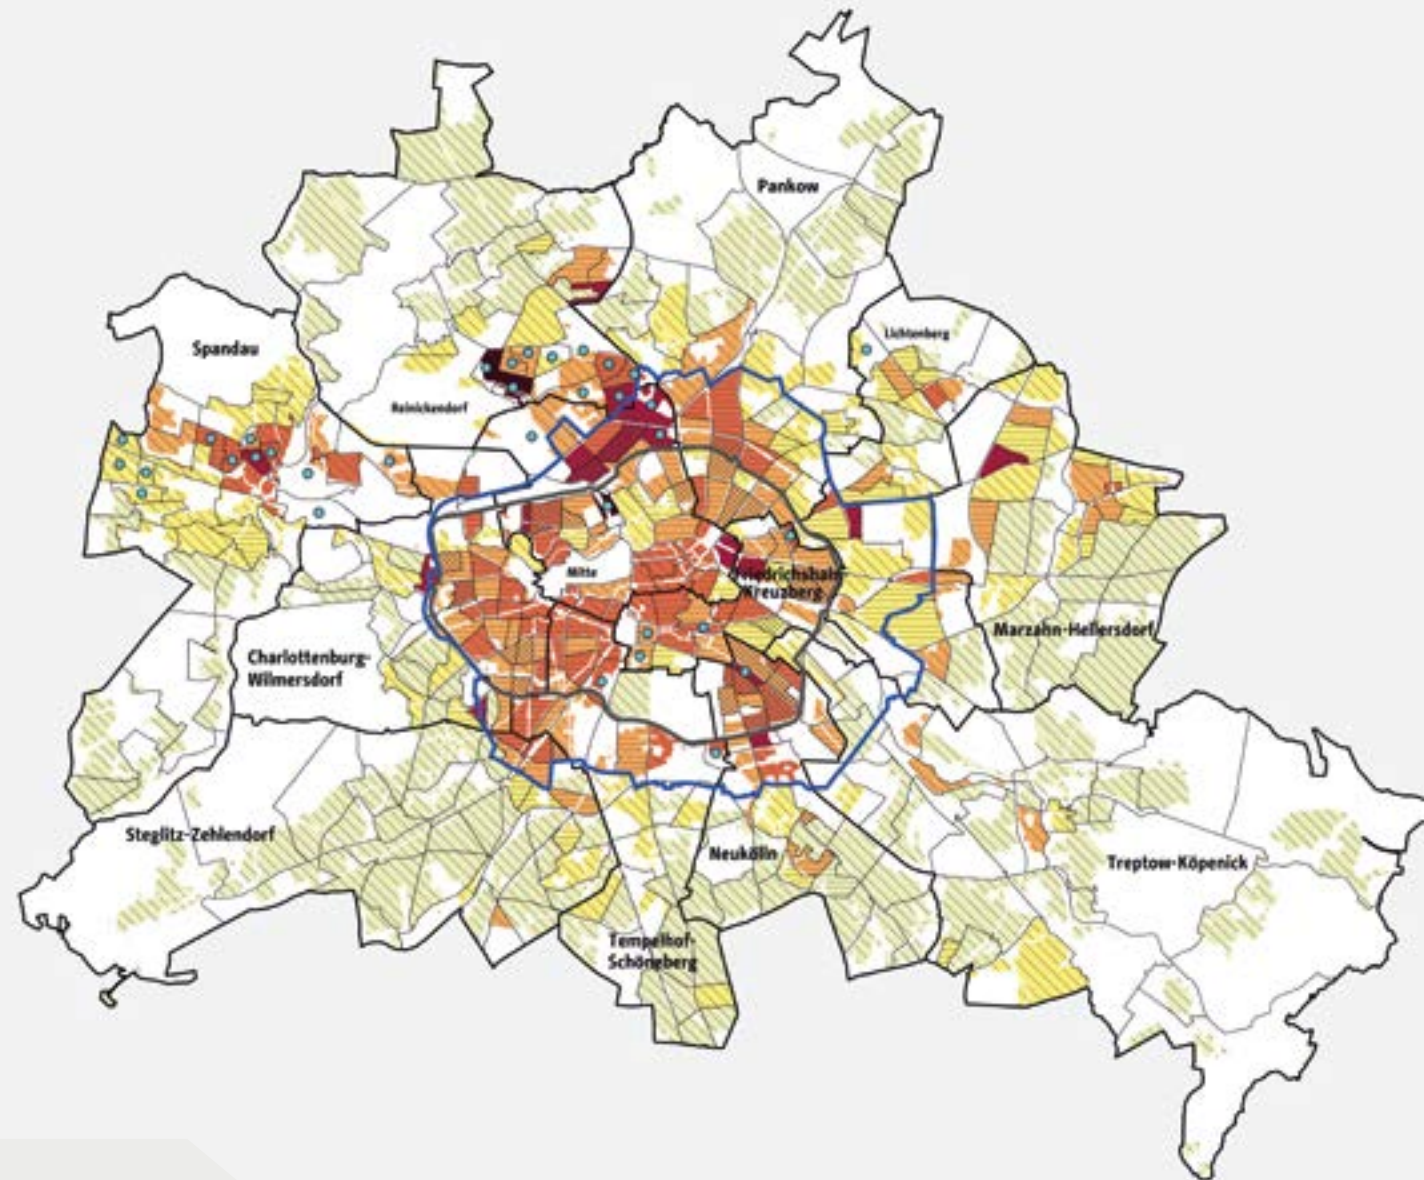 Pankow
Lichtenberg
Spandau
Reinickendorf
Mitte
Friedrichshain-
Kreuzberg
Marzahn-Hellersdorf
Charlottenburg-
Wilmersdorf
Steglitz-Zehlendorf
Neukölln
Treptow-Köpenick
Tempelhof-
Schöneberg